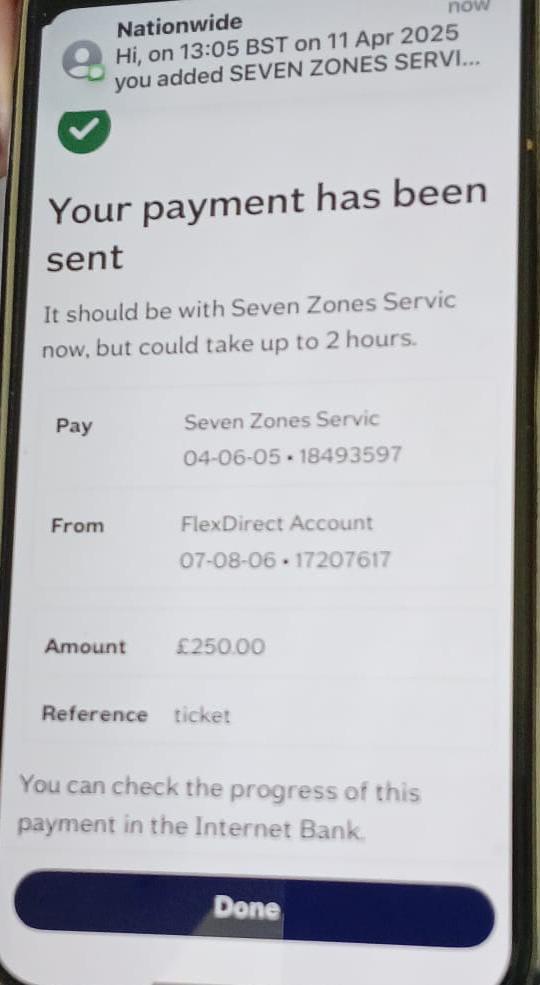 now
Nationwide
Hi, on 13:05 BST on 11 Apr 2025
you added SEVEN ZONES SERVI...
Your payment has been
sent
It should be with Seven Zones Servic
now, but could take up to 2 hours.
Pay Seven Zones Servic
04-06-05 • 18493597
From FlexDirect Account
07-08-06 • 17207617
Amount £250.00
Reference ticket
You can check the progress of this
payment in the Internet Bank.
Done